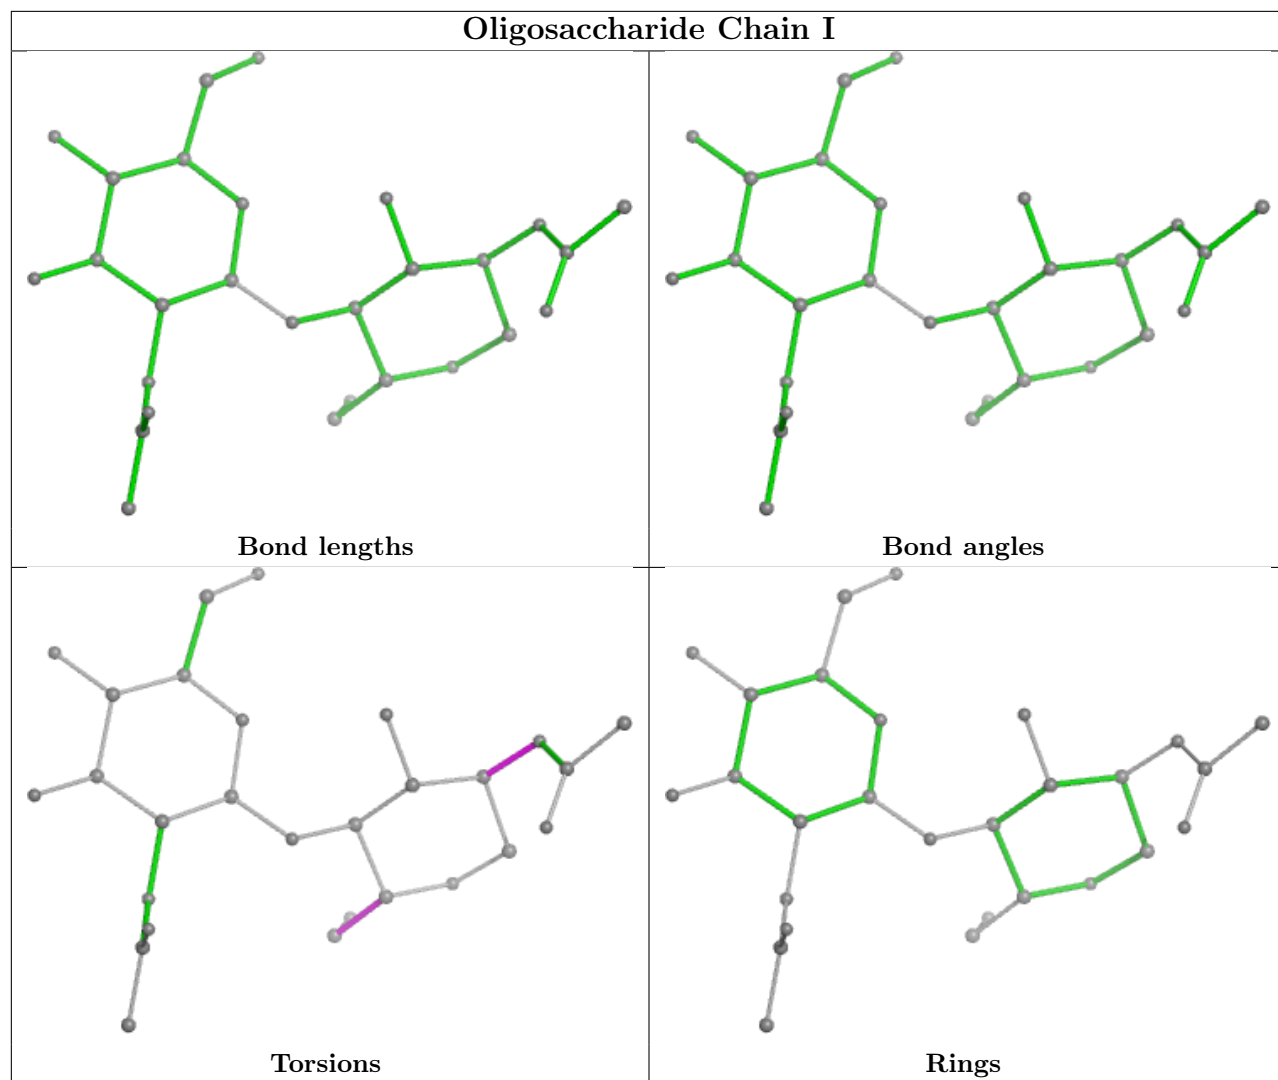 Oligosaccharide Chain I
Bond lengths
Bond angles
Torsions
Rings